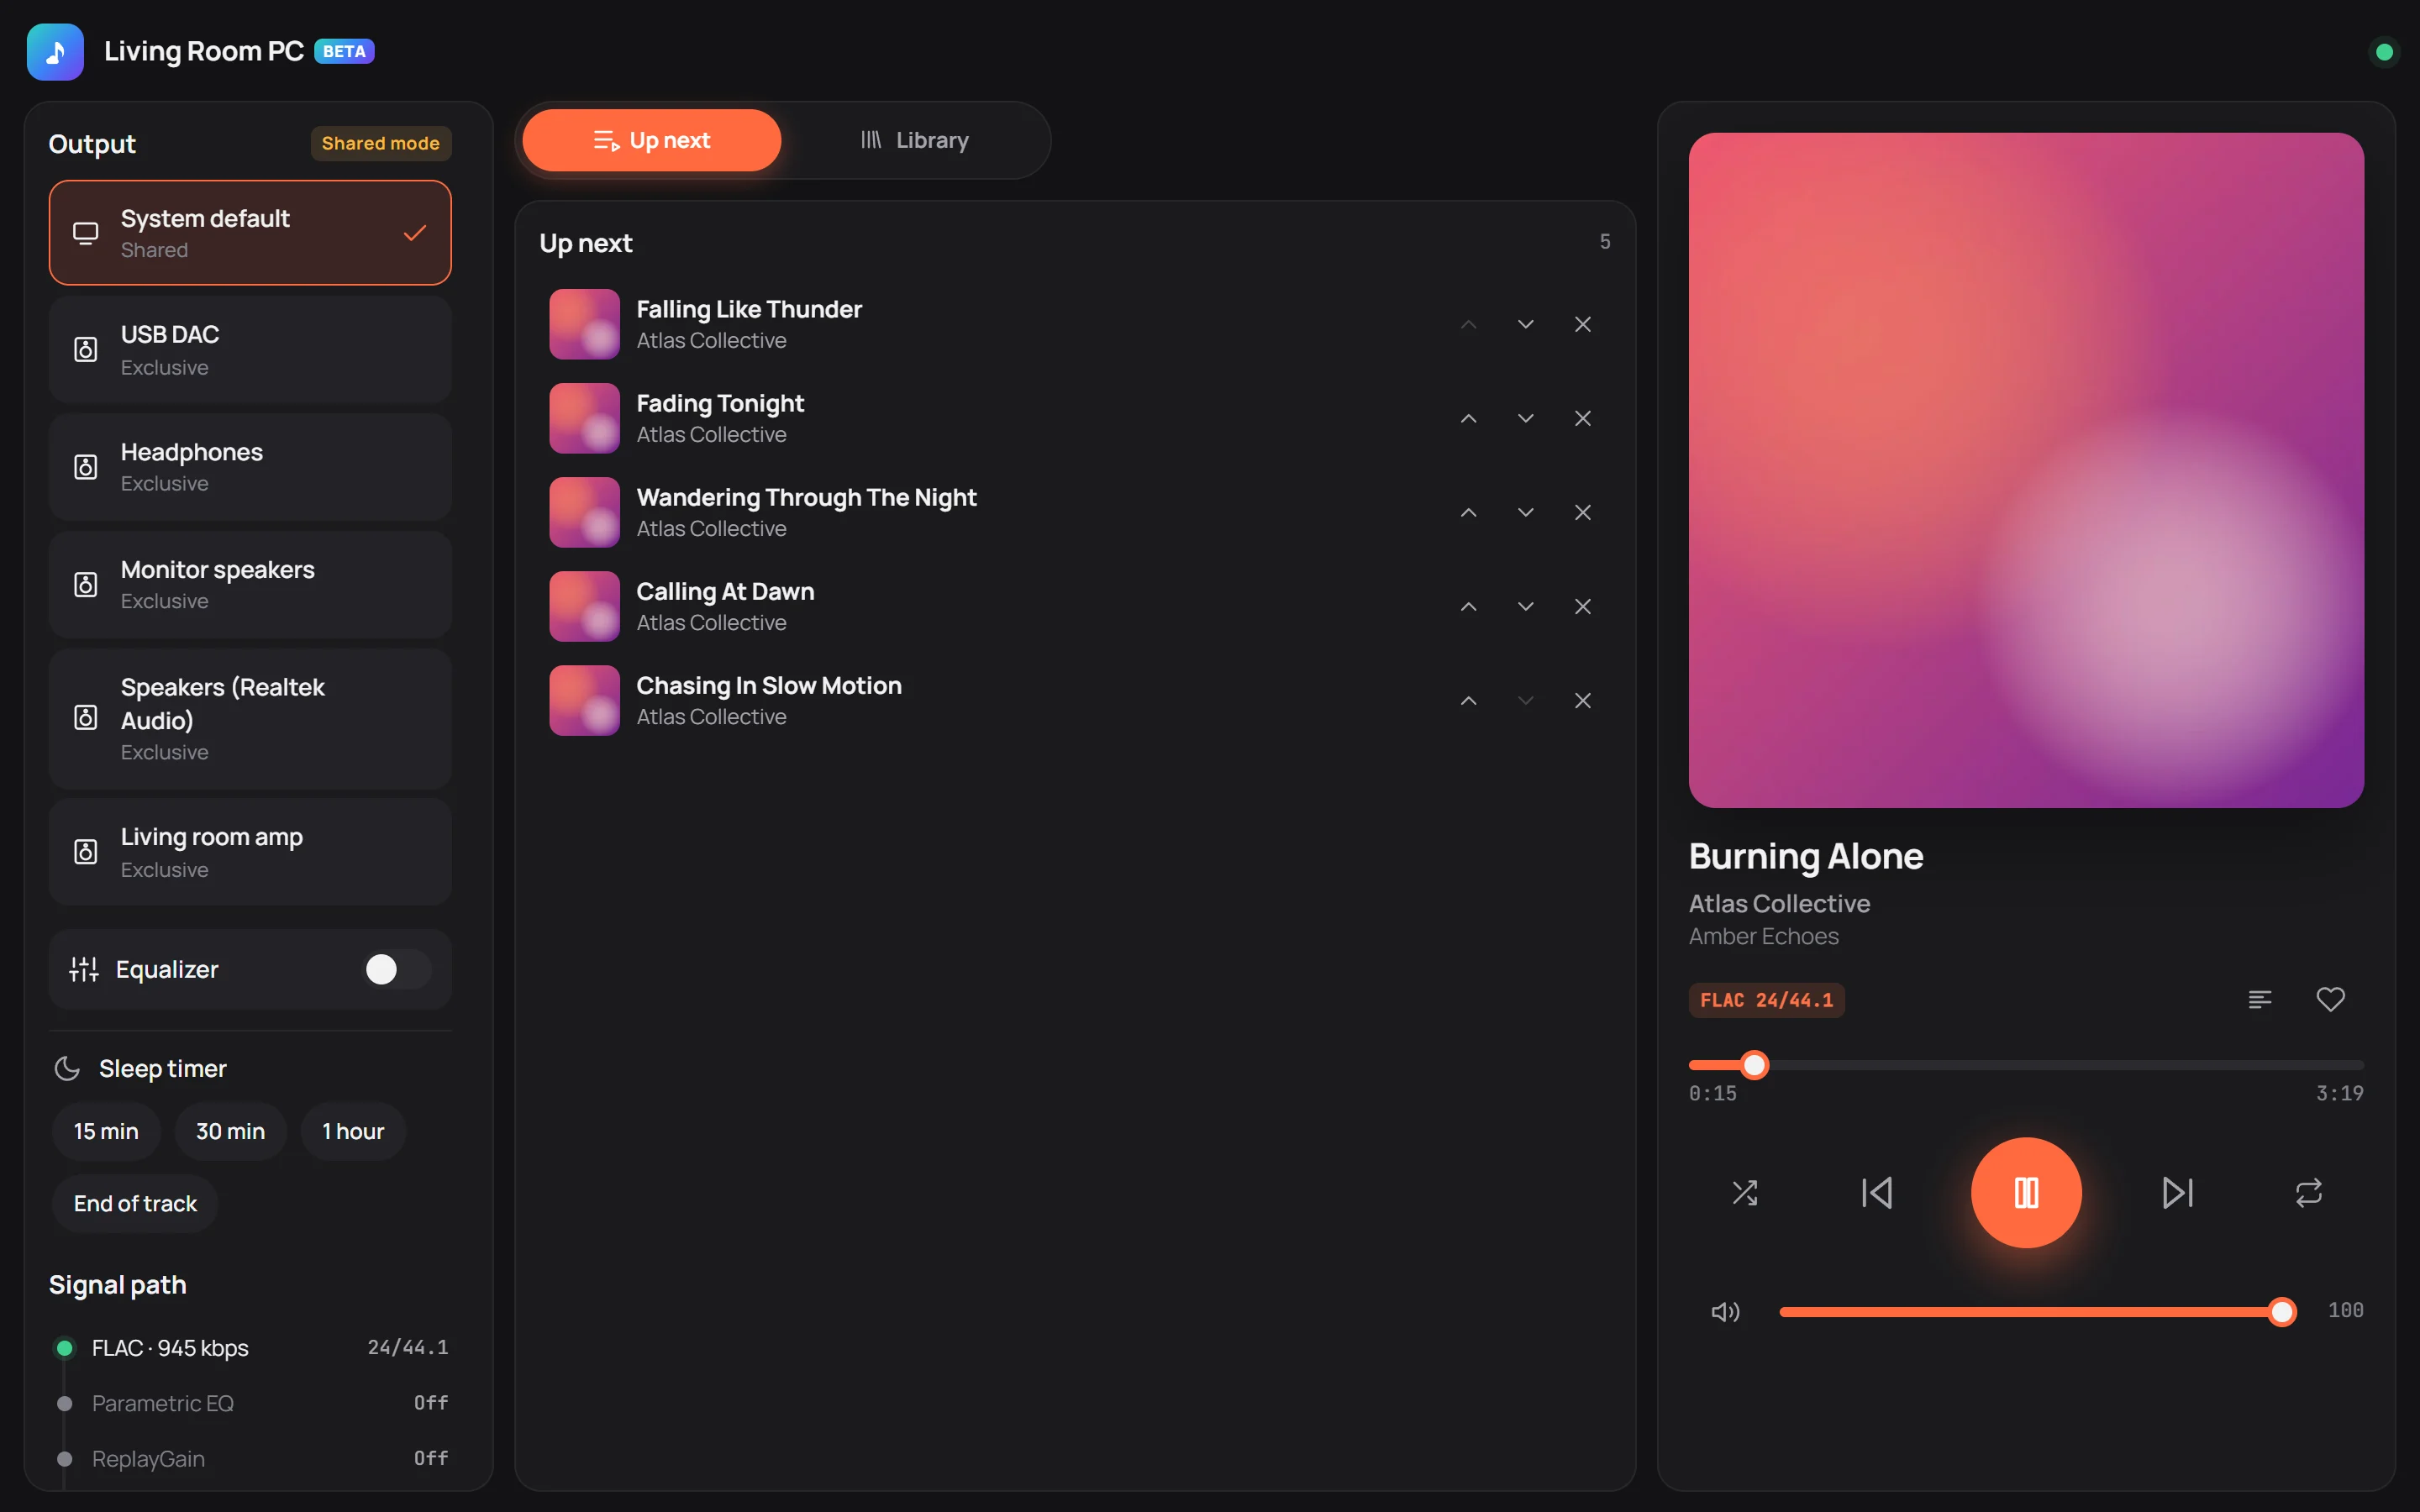 Living Room PC BETA
Output
Shared mode
System default
Shared
USB DAC
Exclusive
Headphones
Exclusive
Monitor speakers
Exclusive
Speakers (Realtek
Audio)
Exclusive
Living room amp
Exclusive
Equalizer
Sleep timer
15 min
30 min
1 hour
End of track
Signal path
FLAC · 945 kbps
24/44.1
Parametric EQ
Off
ReplayGain
Off
Up next
Library
Up next
5
Falling Like Thunder
Atlas Collective
Fading Tonight
Atlas Collective
Wandering Through The Night
Atlas Collective
Calling At Dawn
Atlas Collective
Chasing In Slow Motion
Atlas Collective
Burning Alone
Atlas Collective
Amber Echoes
FLAC 24/44.1
0:15
3:19
100